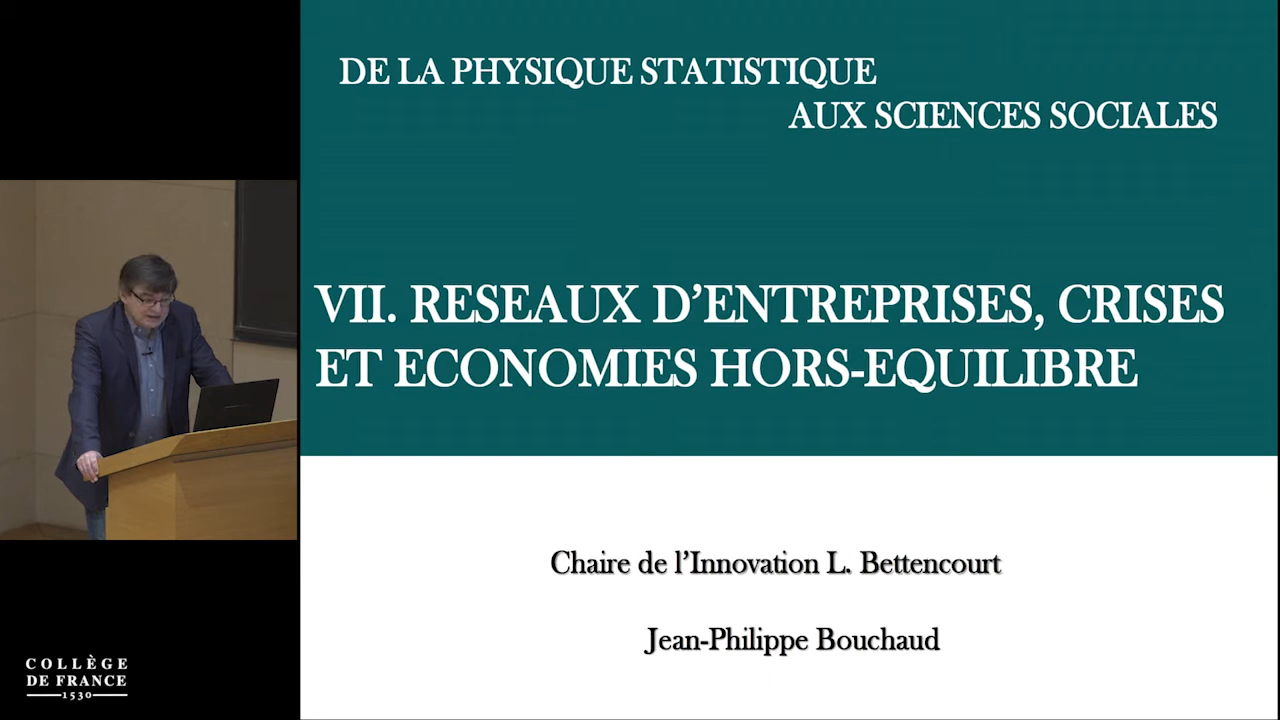 DE LA PHYSIQUE STATISTIQUE
AUX SCIENCES SOCIALES
VII. RESEAUX D'ENTREPRISES, CRISES
ET ECONOMIES HORS-EQUILIBRE
Chaire de l'Innovation L. Bettencourt
Jean-Philippe Bouchaud
COLLÈGE
DE FRANCE
1530